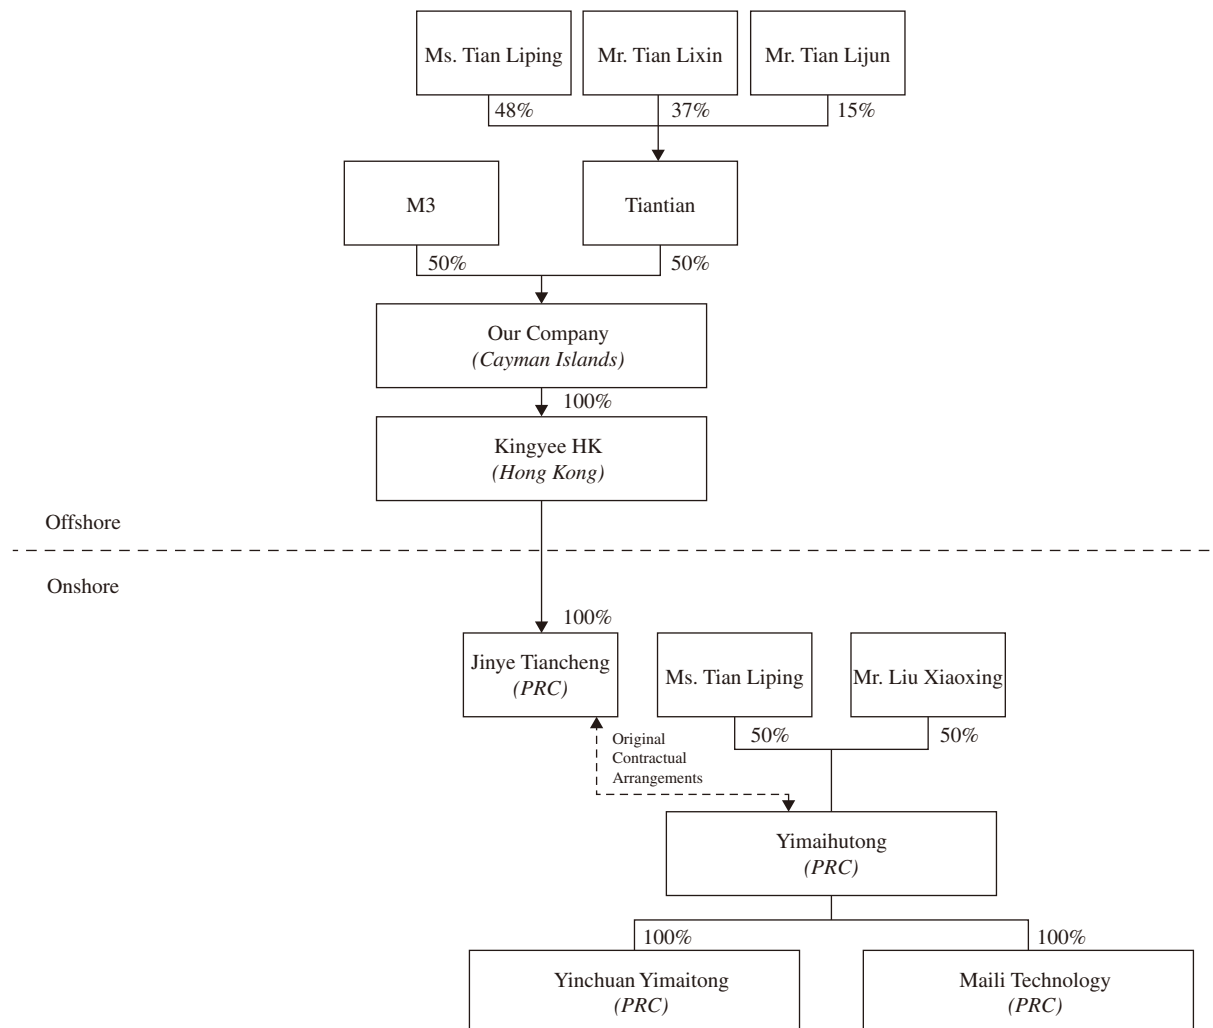 Ms. Tian Liping
Mr. Tian Lixin
Mr. Tian Lijun
48%
37%
15%
M3
Tiantian
50%
50%
Our Company
(Cayman Islands)
100%
Kingyee HK
(Hong Kong)
Offshore
Onshore
100%
Jinye Tiancheng
(PRC)
Ms. Tian Liping
Mr. Liu Xiaoxing
50%
50%
Original
Contractual
Arrangements
Yimaihutong
(PRC)
100%
100%
Yinchuan Yimaitong
(PRC)
Maili Technology
(PRC)